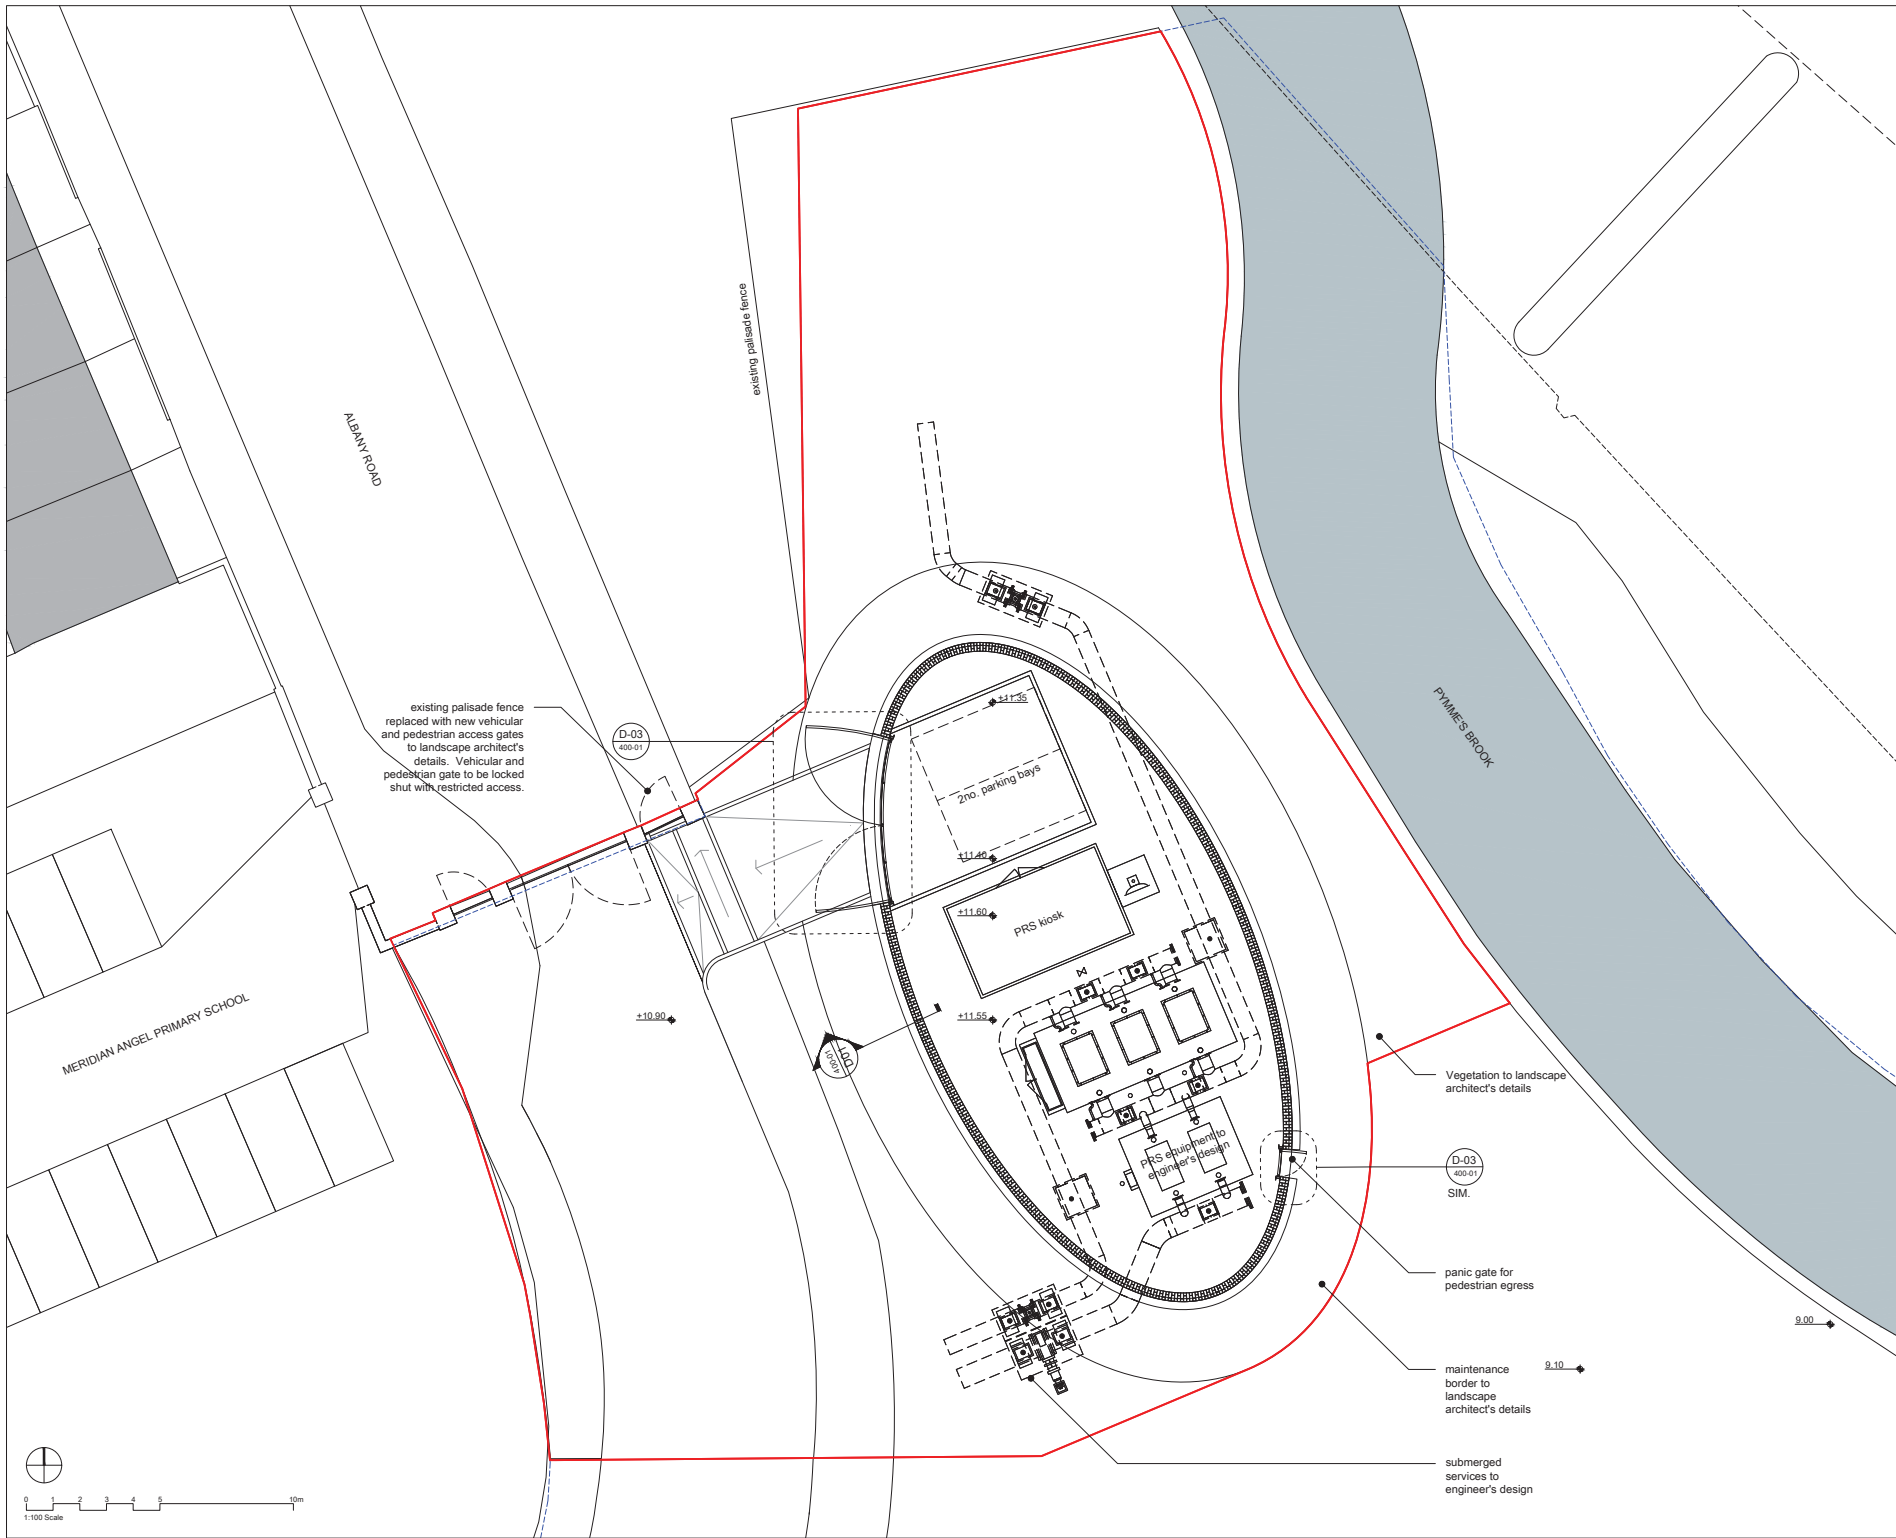 existing palisade fence
ALBANY ROAD
existing palisade fence
replaced with new vehicular
and pedestrian access gates
to landscape architect's
details.  Vehicular and
pedestrian gate to be locked
shut with restricted access.
D-03
400-01
+11.35
2no. parking bays
+11.40
+11.60
PRS kiosk
PYMME'S BROOK
MERIDIAN ANGEL PRIMARY SCHOOL
+10.90
+11.55
D01
400-01
Vegetation to landscape
architect's details
PRS equipment to
engineer's design
D-03
400-01
SIM.
panic gate for
pedestrian egress
9.00
maintenance
border to
landscape
architect's details
9.10
submerged
services to
engineer's design
0 1 2 3 4 5 10m
1:100 Scale